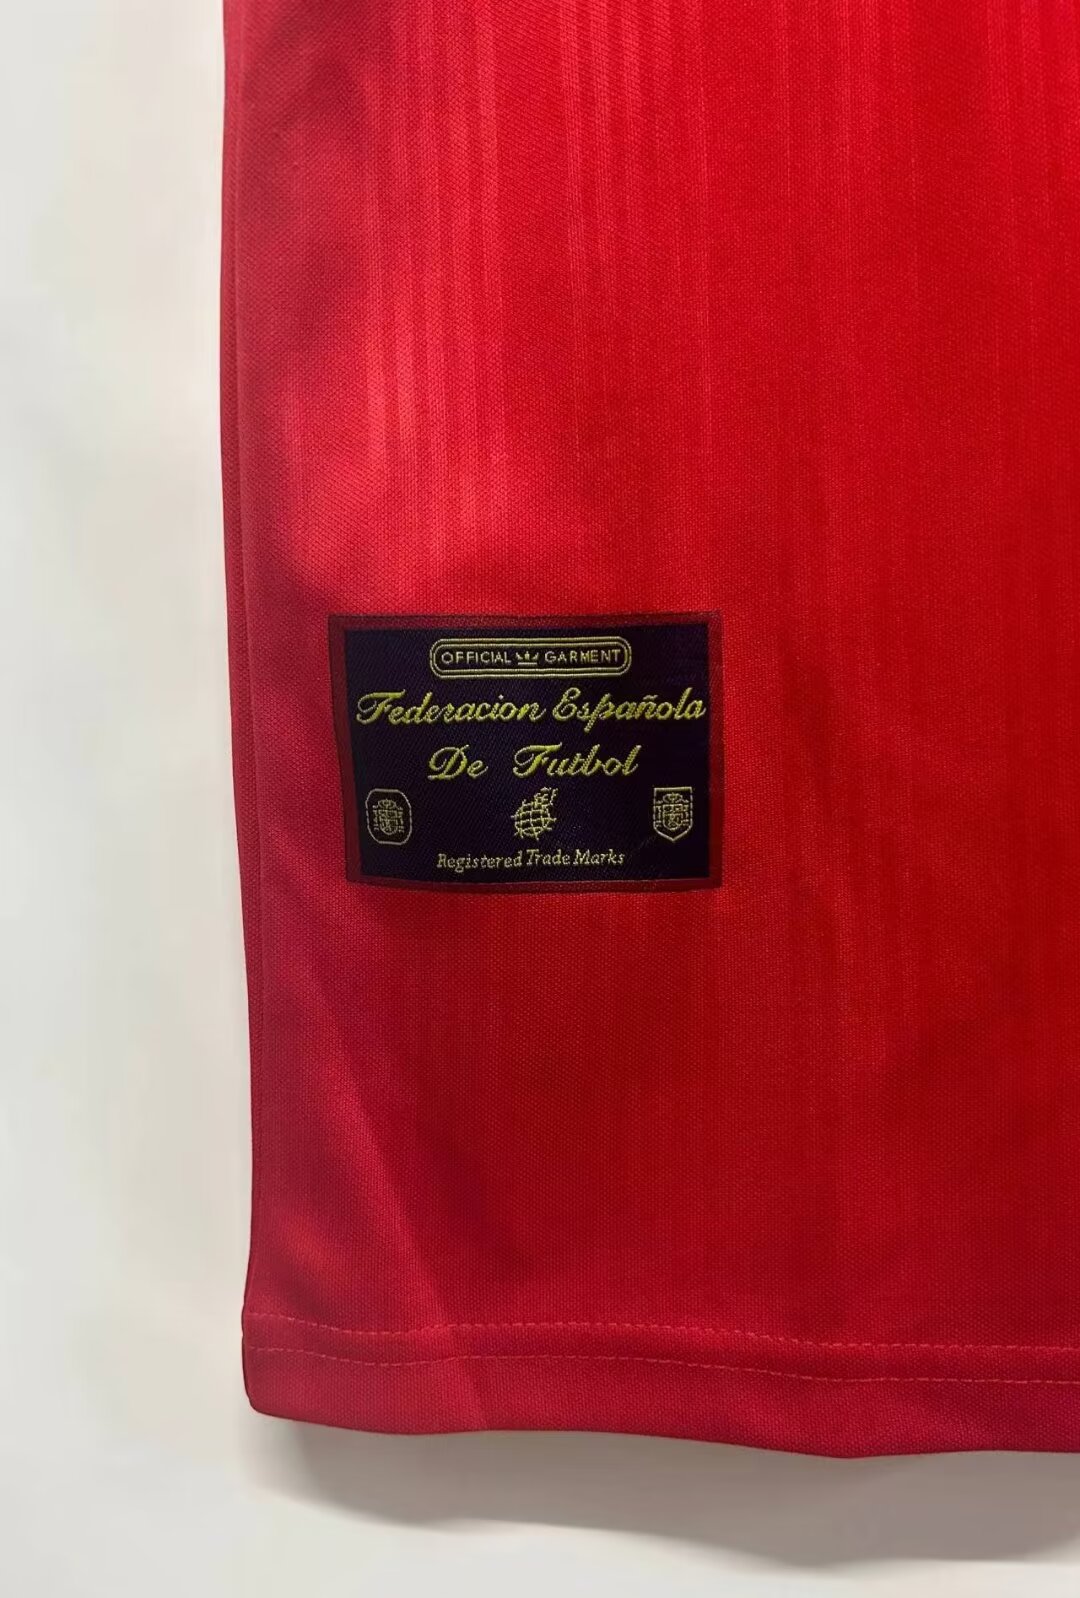 OFFICIAL GARMENT
Federacion Española
De Futbol
Registered Trade Marks